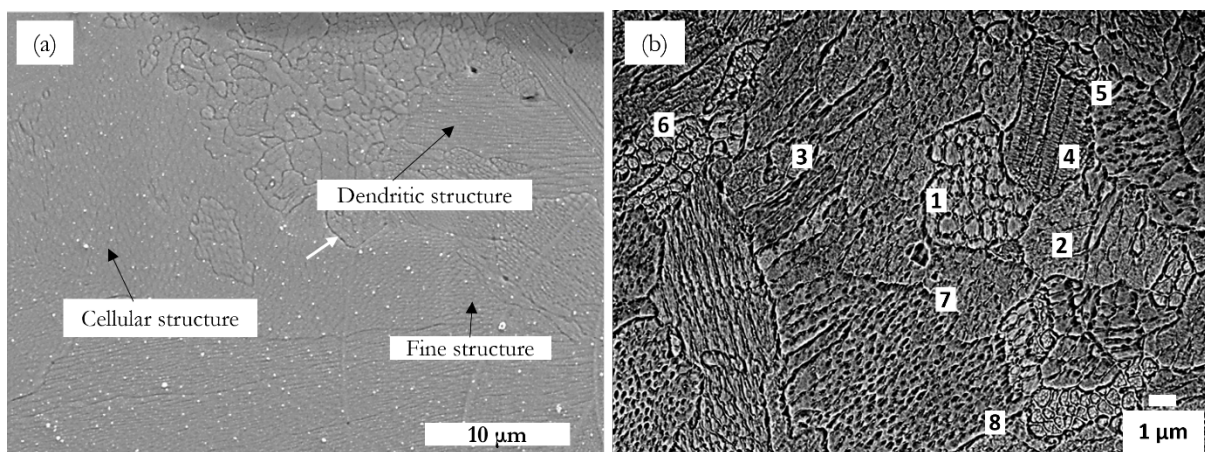 (a)
Dendritic structure
Cellular structure
Fine structure
10 μm
(b)
5
6
3
4
1
2
7
8
1 μm